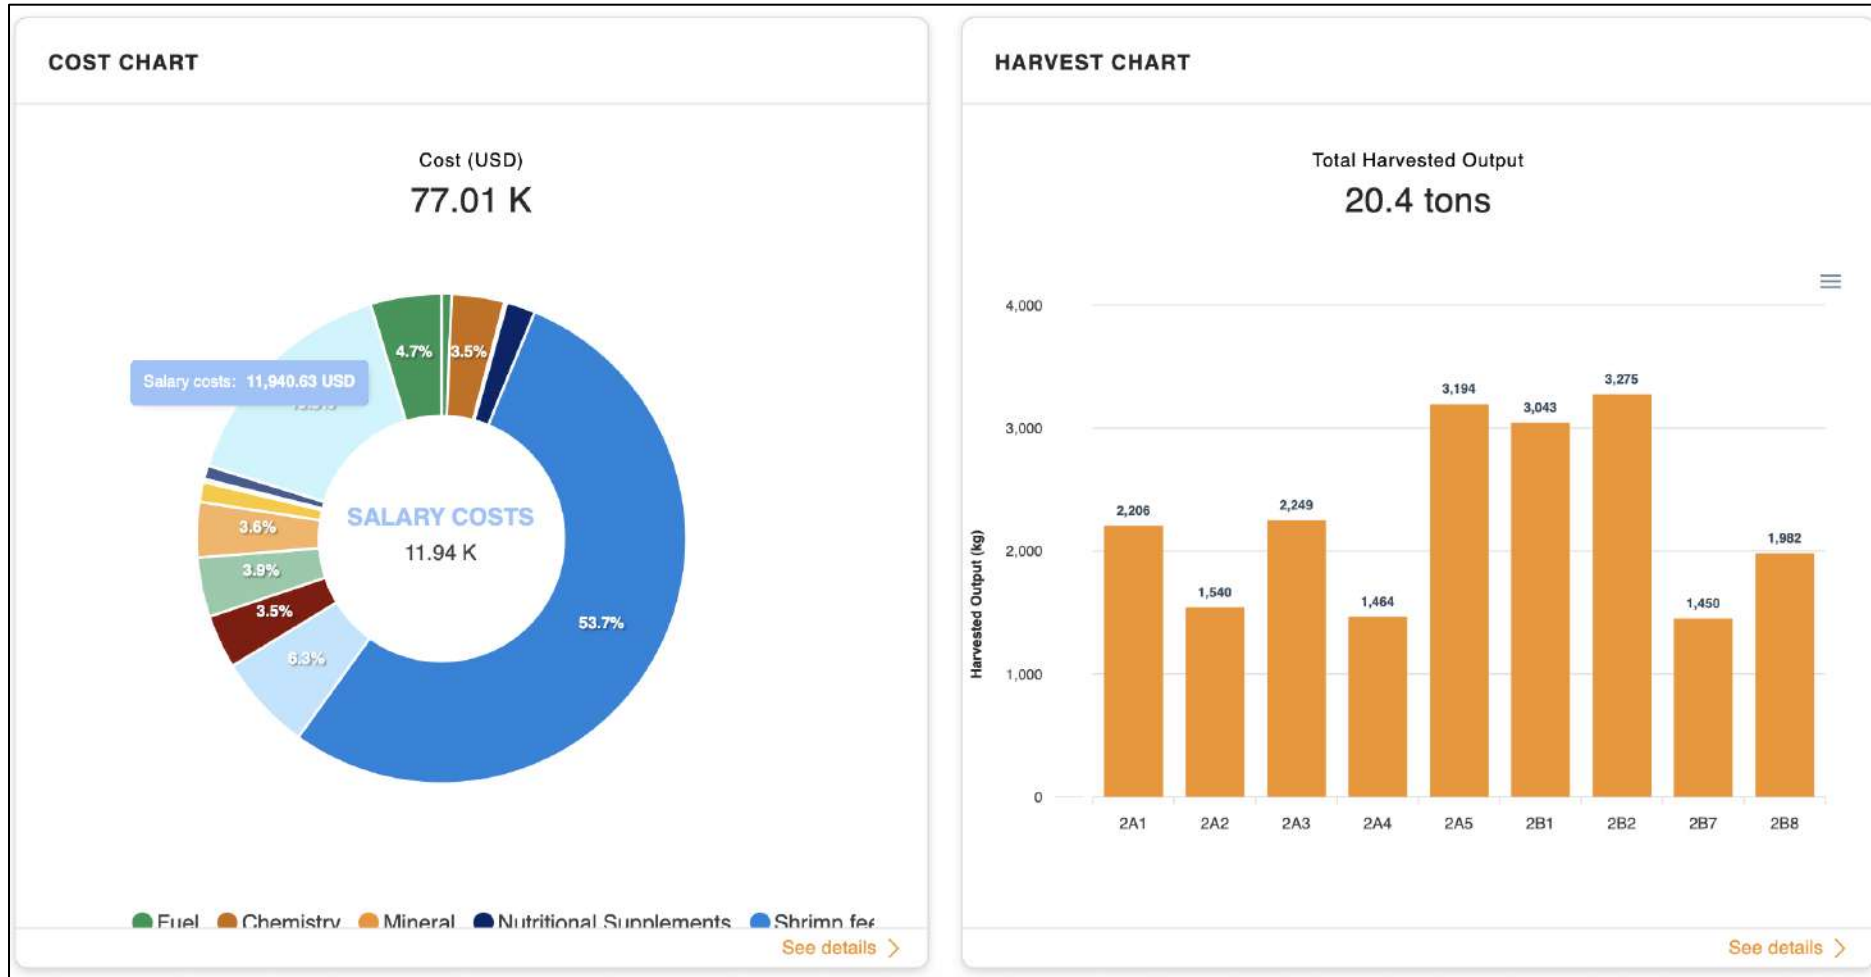 COST CHART
Cost (USD)
77.01 K
4.7%
3.5%
Salary costs: 11,940.63 USD
3.6%
SALARY COSTS
11.94 K
3.9%
3.5%
53.7%
6.3%
Fuel Chemistry Mineral Nutritional Supplements Shrimp fee
See details
HARVEST CHART
Total Harvested Output
20.4 tons
Harvested Output (kg)
4,000
3,000
2,000
1,000
0
2,206
1,540
2,249
1,464
3,194
3,043
3,275
1,450
1,982
2A1 2A2 2A3 2A4 2A5 2B1 2B2 2B7 2B8
See details